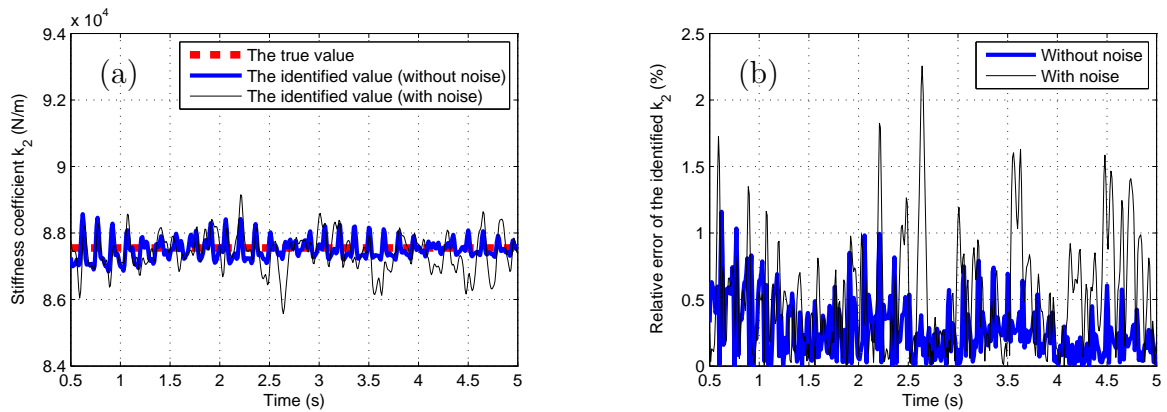 x 10^4
9.4
9.2
9
8.8
8.6
8.4
Stiffness coefficient k_2 (N/m)
(a)
The true value
The identified value (without noise)
The identified value (with noise)
0.5 1 1.5 2 2.5 3 3.5 4 4.5 5
Time (s)
2.5
2
1.5
1
0.5
0
Relative error of the identified k_2 (%)
(b)
Without noise
With noise
0.5 1 1.5 2 2.5 3 3.5 4 4.5 5
Time (s)